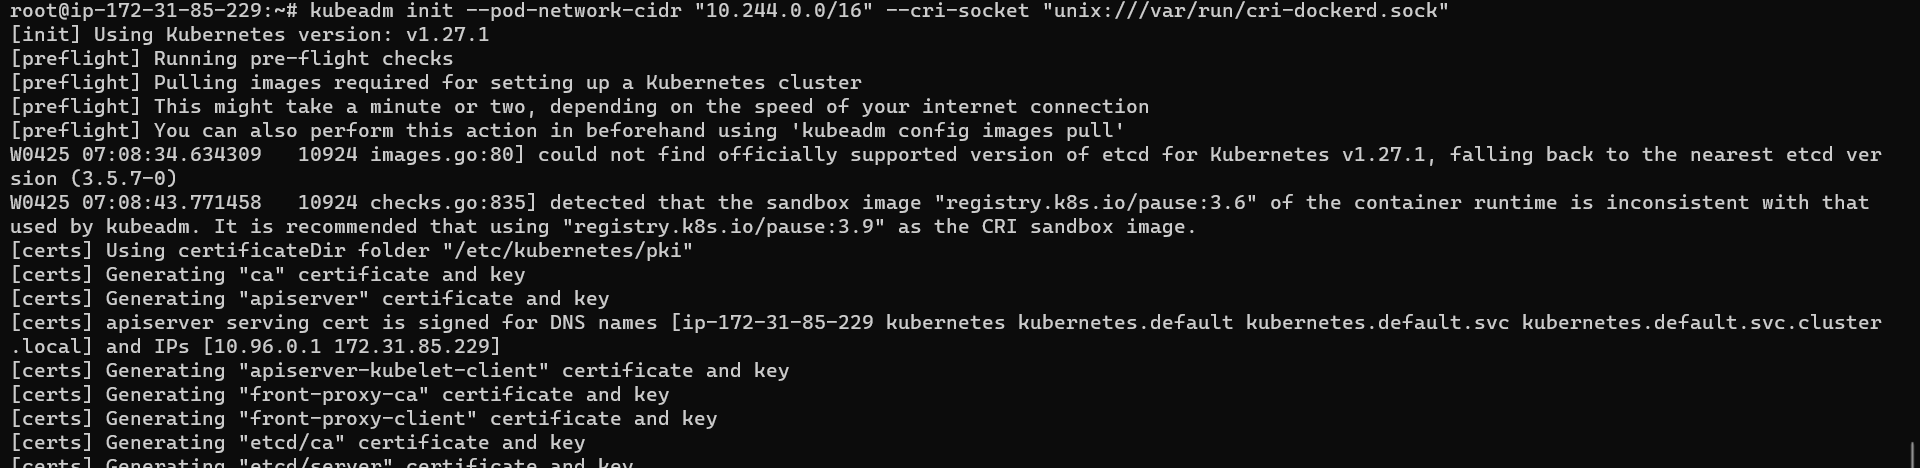 root@ip-172-31-85-229:~# kubeadm init --pod-network-cidr "10.244.0.0/16" --cri-socket "unix:///var/run/cri-dockerd.sock"
[init] Using Kubernetes version: v1.27.1
[preflight] Running pre-flight checks
[preflight] Pulling images required for setting up a Kubernetes cluster
[preflight] This might take a minute or two, depending on the speed of your internet connection
[preflight] You can also perform this action in beforehand using 'kubeadm config images pull'
W0425 07:08:34.634309   10924 images.go:80] could not find officially supported version of etcd for Kubernetes v1.27.1, falling back to the nearest etcd ver
sion (3.5.7-0)
W0425 07:08:43.771458   10924 checks.go:835] detected that the sandbox image "registry.k8s.io/pause:3.6" of the container runtime is inconsistent with that
used by kubeadm. It is recommended that using "registry.k8s.io/pause:3.9" as the CRI sandbox image.
[certs] Using certificateDir folder "/etc/kubernetes/pki"
[certs] Generating "ca" certificate and key
[certs] Generating "apiserver" certificate and key
[certs] apiserver serving cert is signed for DNS names [ip-172-31-85-229 kubernetes kubernetes.default kubernetes.default.svc kubernetes.default.svc.cluster
.local] and IPs [10.96.0.1 172.31.85.229]
[certs] Generating "apiserver-kubelet-client" certificate and key
[certs] Generating "front-proxy-ca" certificate and key
[certs] Generating "front-proxy-client" certificate and key
[certs] Generating "etcd/ca" certificate and key
[certs] Generating "etcd/server" certificate and key